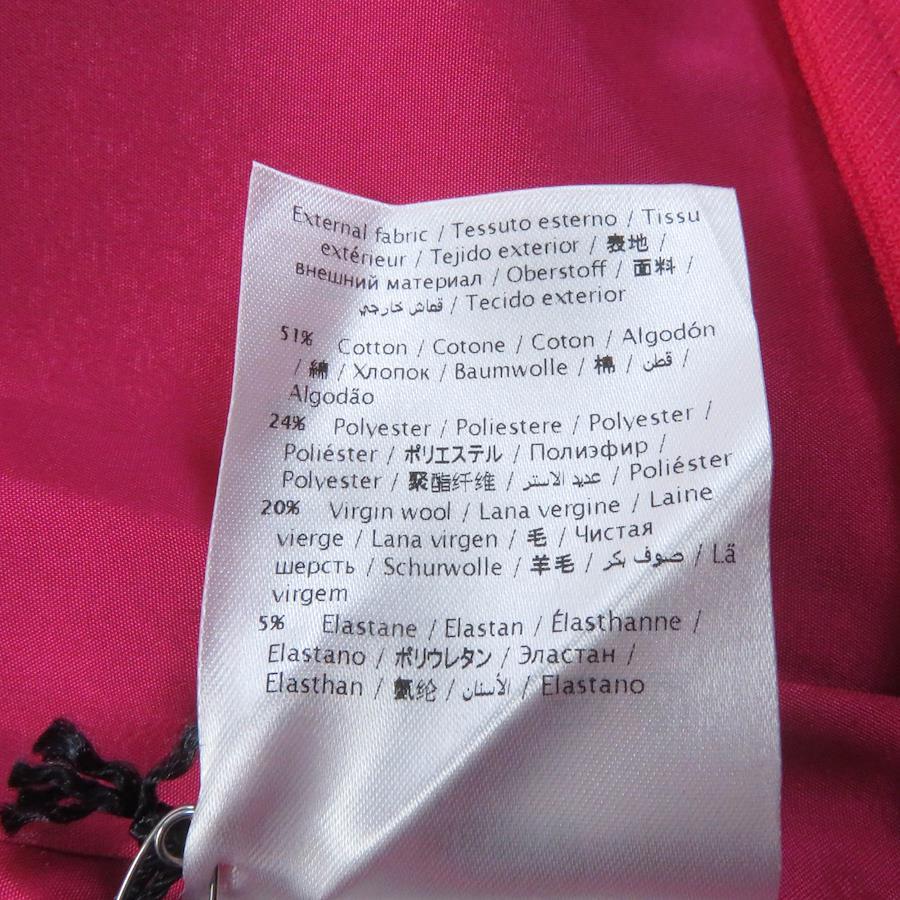 External fabric / Tessuto esterno / Tissu
extérieur / Tejido exterior / 表地 /
внешний материал / Oberstoff / 面料 /
قماش خارجي / Tecido exterior
51% Cotton / Cotone / Coton / Algodón
/ 綿 / Хлопок / Baumwolle / 棉 / قطن /
Algodão
24% Polyester / Poliestere / Polyester /
Poliéster / ポリエステル / Полиэфир /
Polyester / 聚酯纤维 / عديد الاستر / Poliéster
20% Virgin wool / Lana vergine / Laine
vierge / Lana virgen / 毛 / Чистая
шерсть / Schurwolle / 羊毛 / صوف بكر / Lã
virgem
5% Elastane / Elastan / Élasthanne /
Elastano / ポリウレタン / Эластан /
Elasthan / 氨纶 / الأستان / Elastano